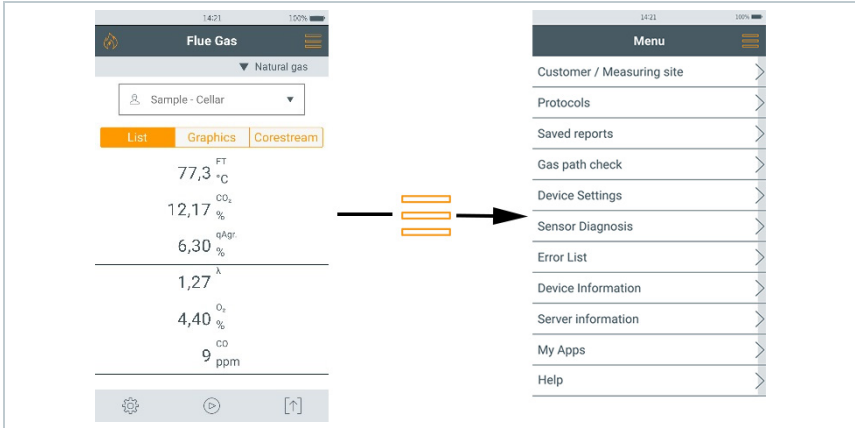 14:21 100%
Flue Gas
▼ Natural gas
Sample - Cellar ▼
List Graphics Corestream
77,3 FT °C
12,17 CO₂ %
6,30 qAgr. %
1,27 λ
4,40 O₂ %
9 CO ppm
14:21 100%
Menu
Customer / Measuring site
Protocols
Saved reports
Gas path check
Device Settings
Sensor Diagnosis
Error List
Device Information
Server information
My Apps
Help